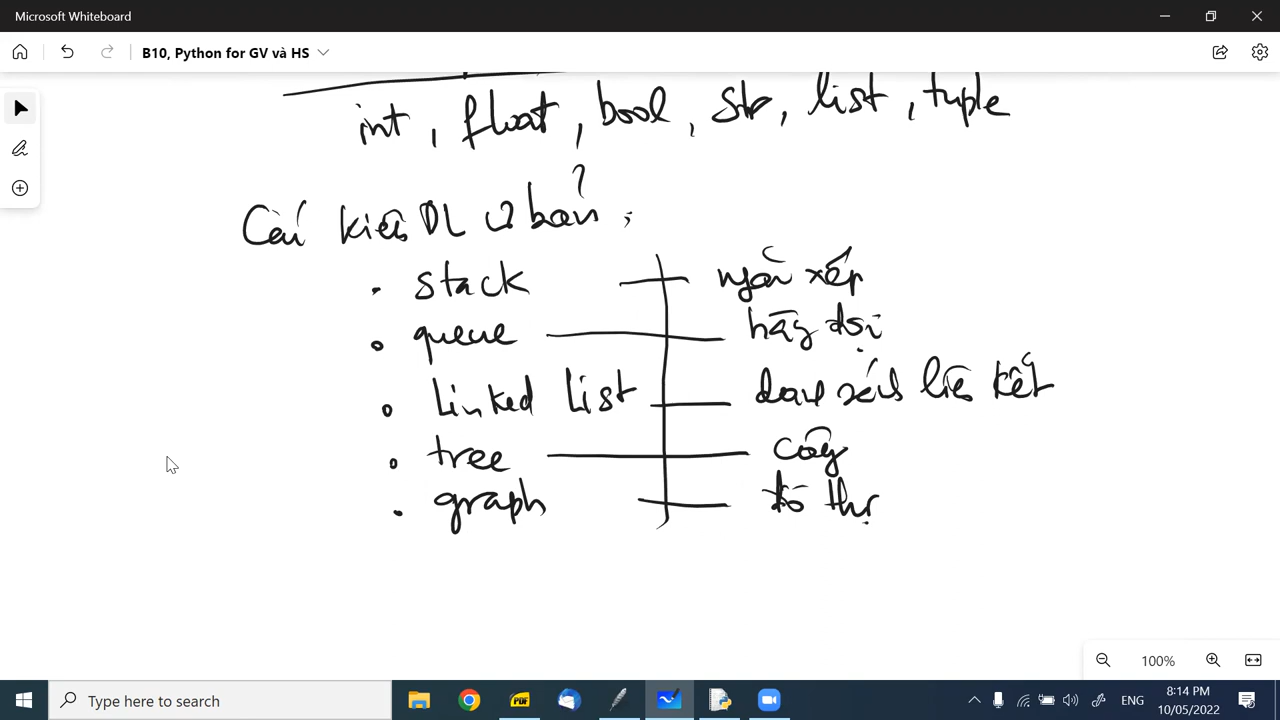 Microsoft Whiteboard
B10, Python for GV và HS
int, float, bool, str, list, tuple
Các kiểu DL cơ bản;
• stack — ngăn xếp
• queue — hàng đợi
• Linked List — danh sách liên kết
• tree — cây
• graph — đồ thị
100%
Type here to search
PDF
ENG
8:14 PM
10/05/2022